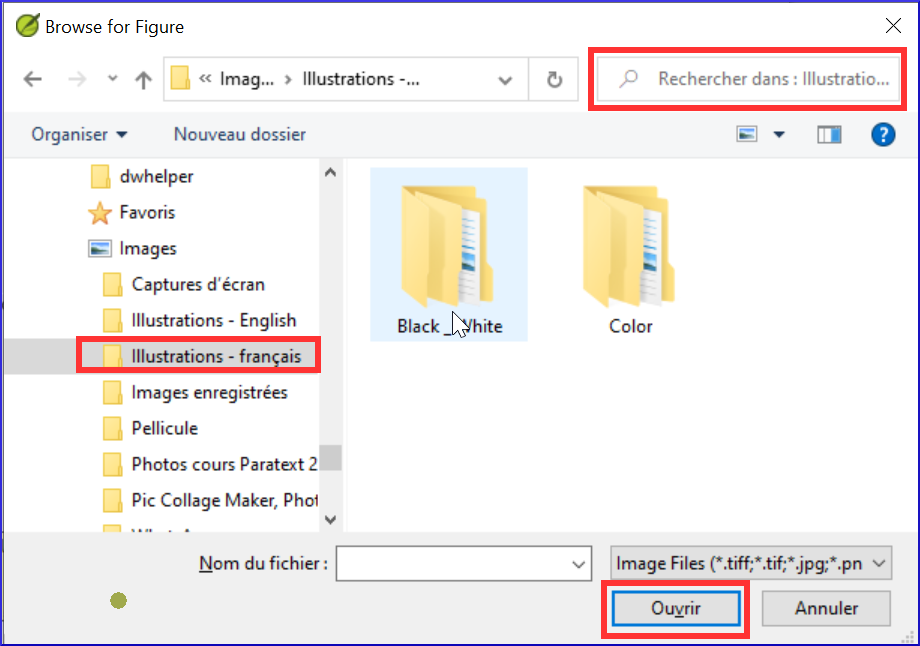 Browse for Figure
« Imag... › Illustrations -...
Rechercher dans : Illustratio...
Organiser
Nouveau dossier
?
dwhelper
Favoris
Images
Captures d'écran
Illustrations - English
Illustrations - français
Images enregistrées
Pellicule
Photos cours Paratext 2
Pic Collage Maker, Phot
Black _ White
Color
Nom du fichier :
Image Files (*.tiff;*.tif;*.jpg;*.pn
Ouvrir
Annuler